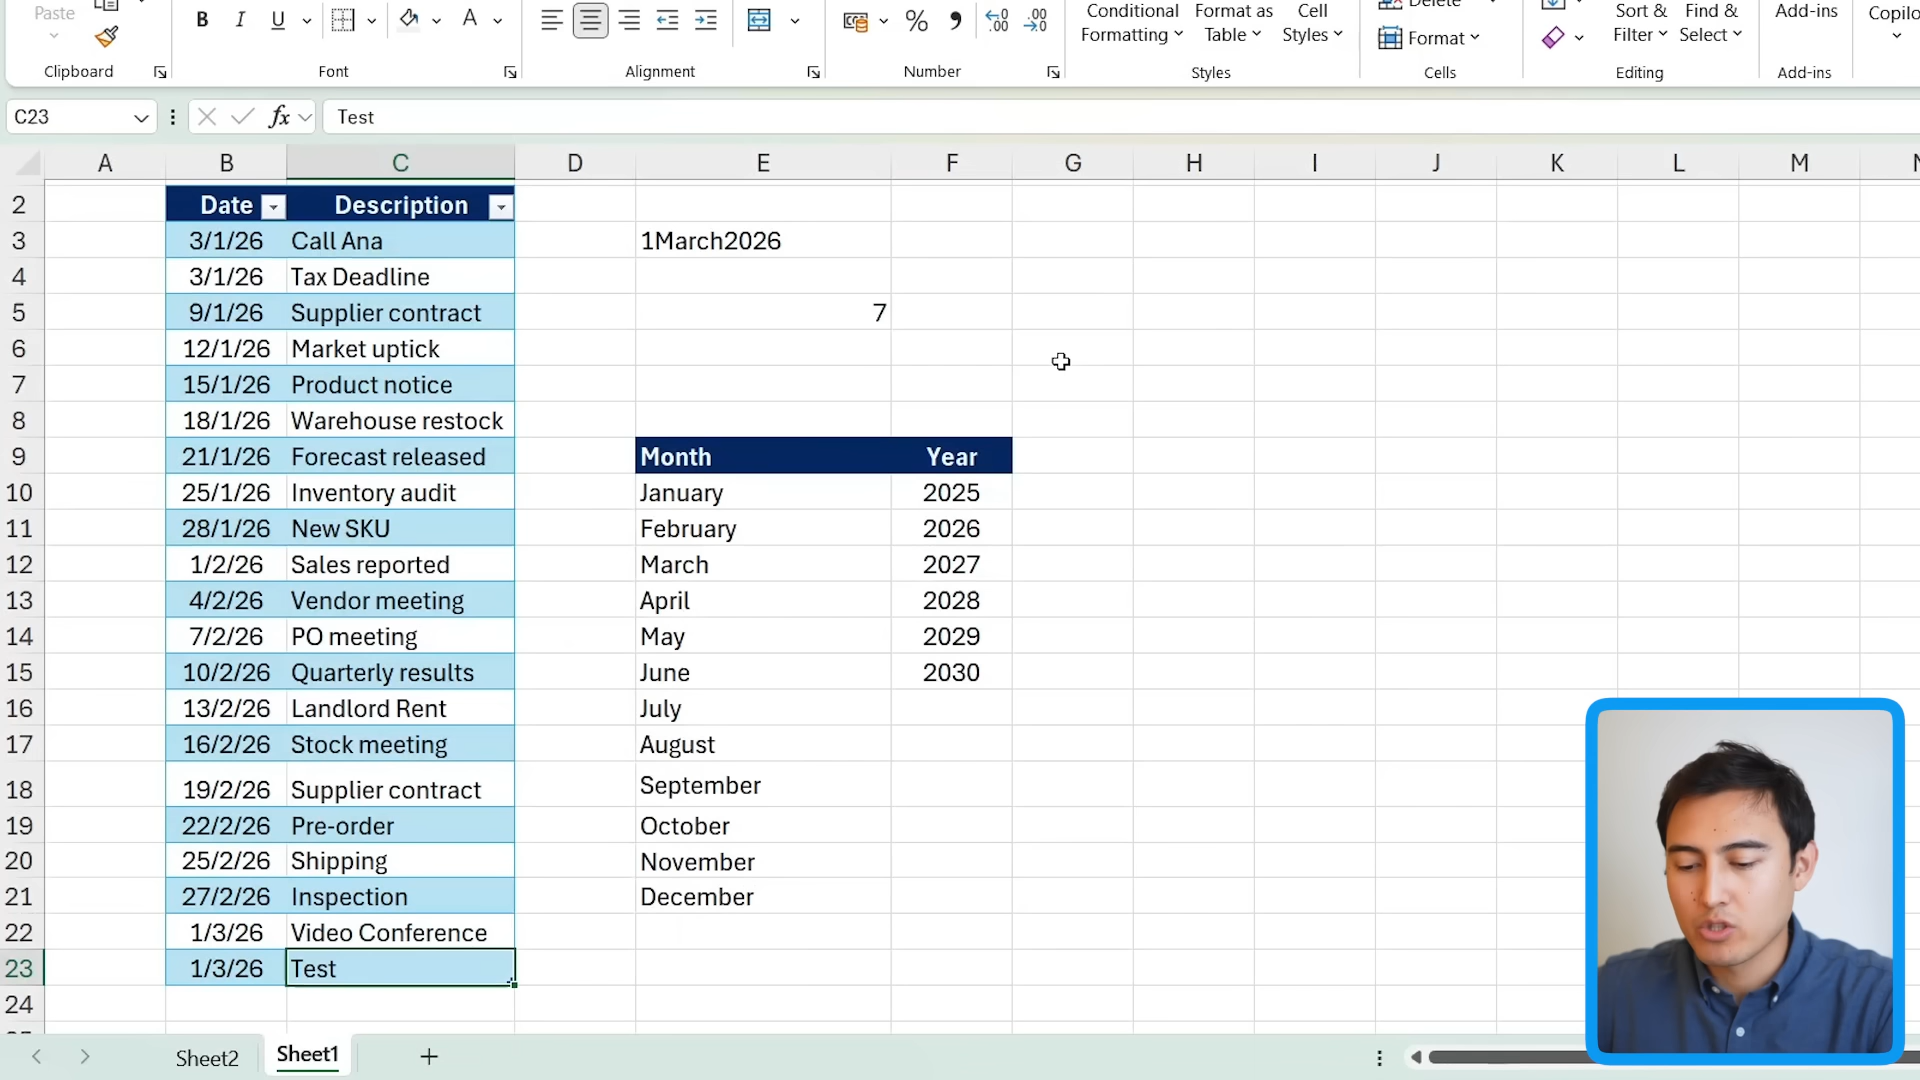 Paste
B I U A
Conditional Formatting
Format as Table
Cell Styles
Delete
Format
Sort & Filter
Find & Select
Add-ins
Clipboard Font Alignment Number Styles Cells Editing Add-ins
C23 fx Test
A B C D E F G H I J K L M
2 Date Description
3 3/1/26 Call Ana 1March2026
4 3/1/26 Tax Deadline
5 9/1/26 Supplier contract 7
6 12/1/26 Market uptick
7 15/1/26 Product notice
8 18/1/26 Warehouse restock
9 21/1/26 Forecast released Month Year
10 25/1/26 Inventory audit January 2025
11 28/1/26 New SKU February 2026
12 1/2/26 Sales reported March 2027
13 4/2/26 Vendor meeting April 2028
14 7/2/26 PO meeting May 2029
15 10/2/26 Quarterly results June 2030
16 13/2/26 Landlord Rent July
17 16/2/26 Stock meeting August
18 19/2/26 Supplier contract September
19 22/2/26 Pre-order October
20 25/2/26 Shipping November
21 27/2/26 Inspection December
22 1/3/26 Video Conference
23 1/3/26 Test
24
Sheet2 Sheet1